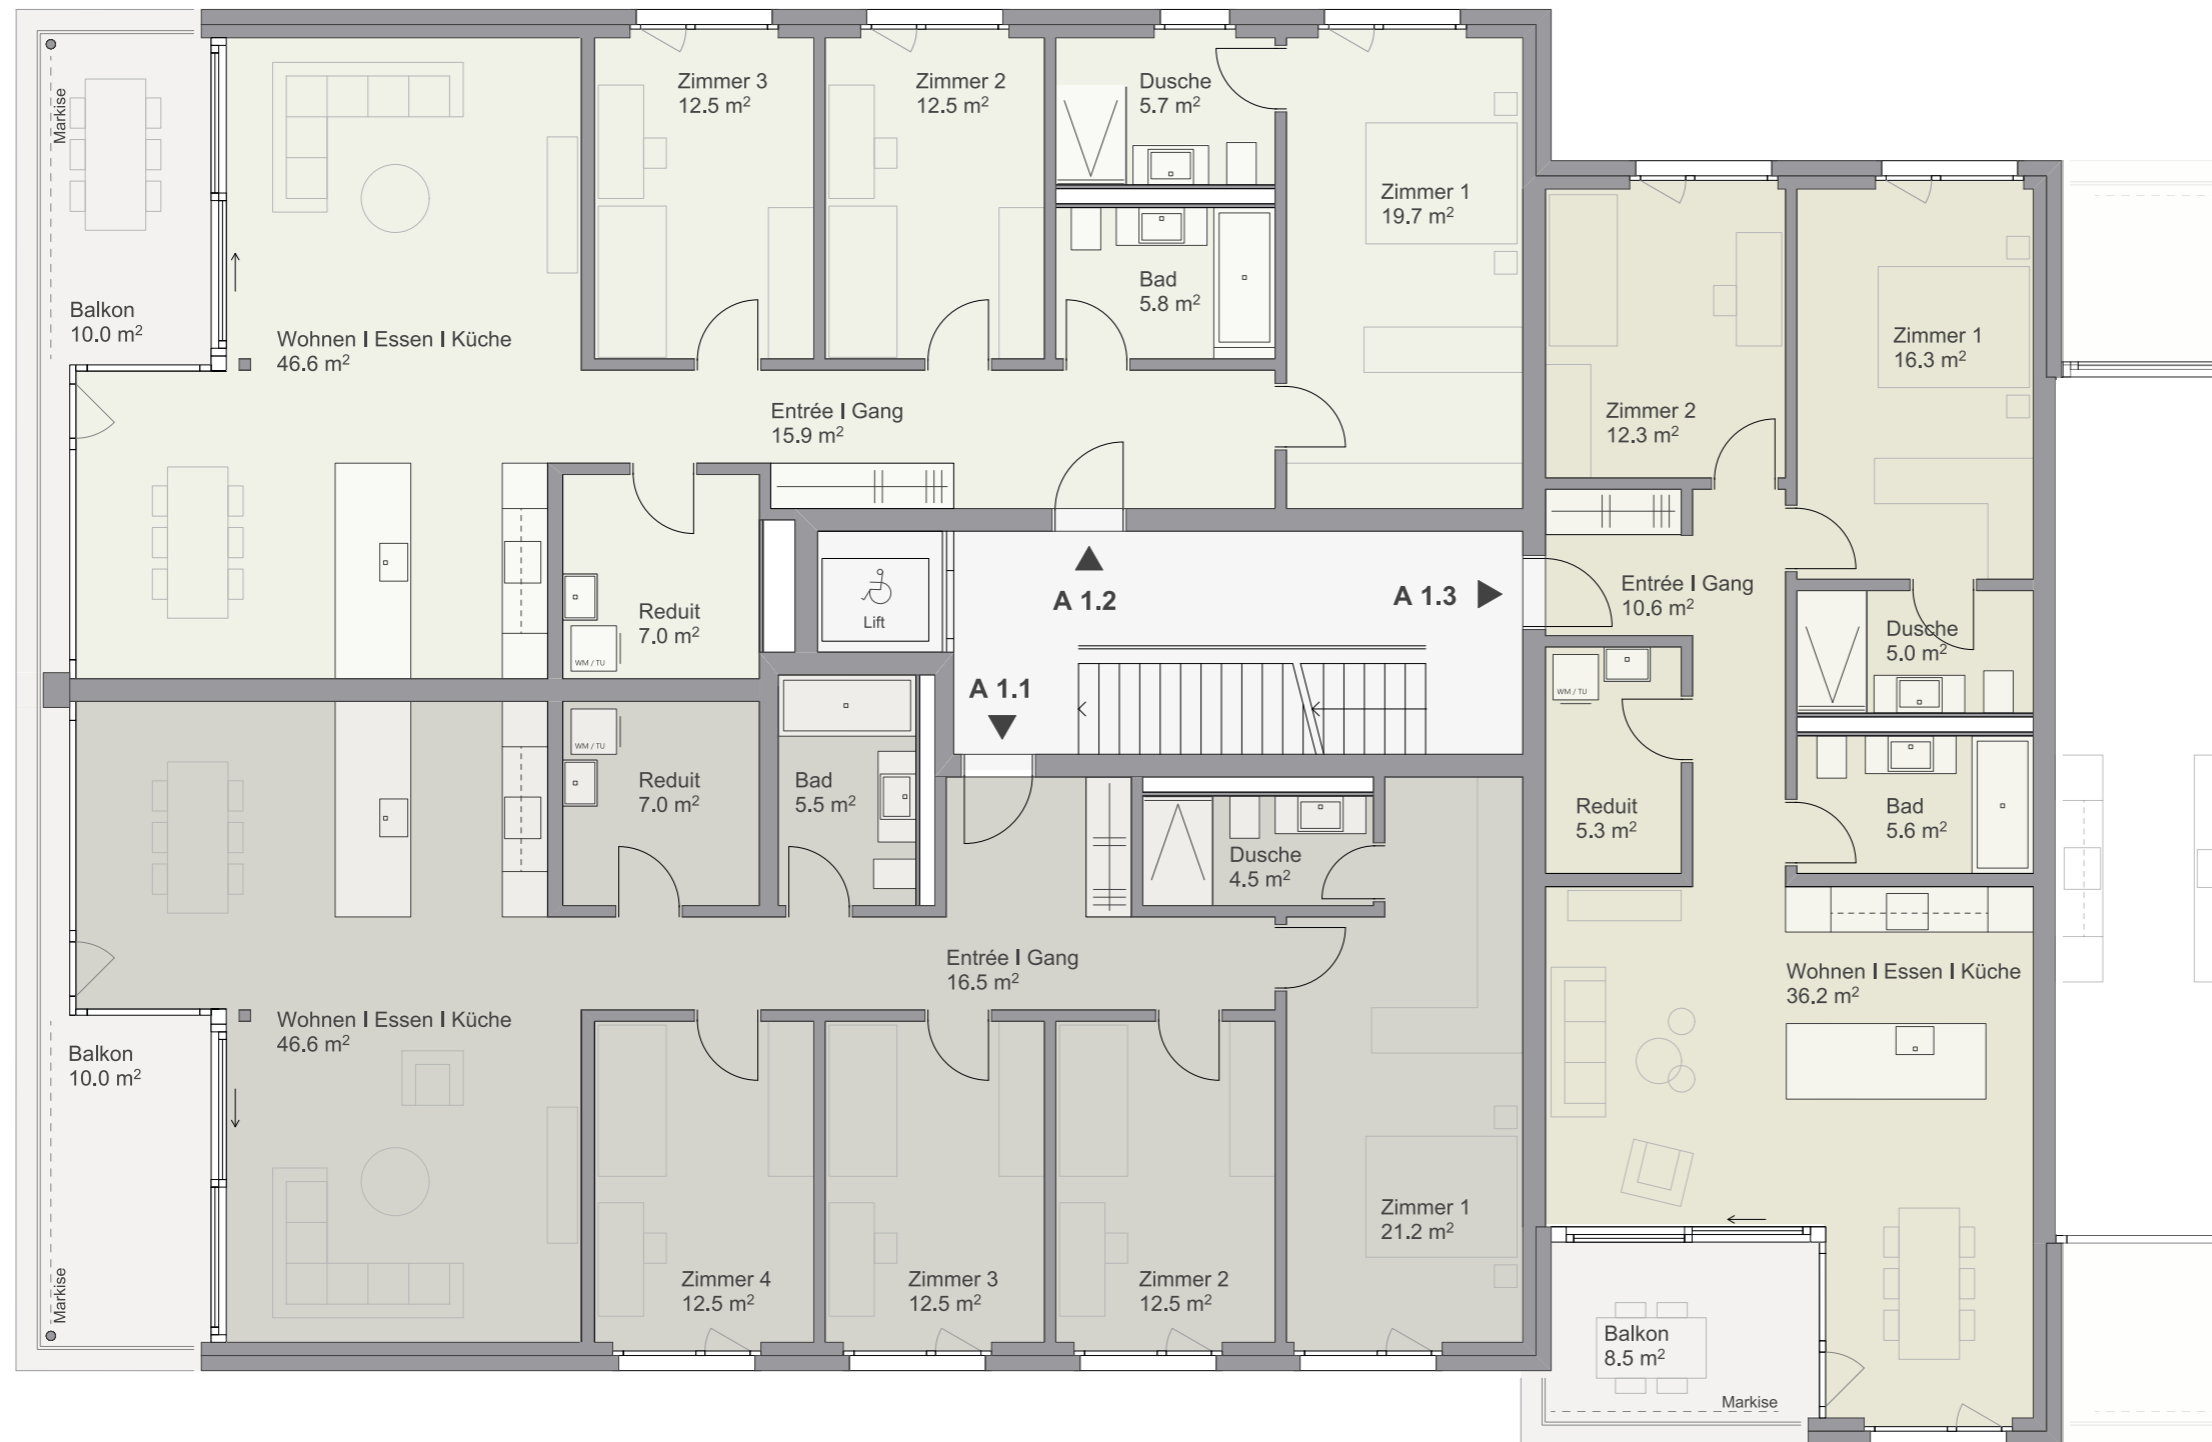 Markise
Balkon
10.0 m²
Wohnen I Essen I Küche
46.6 m²
Zimmer 3
12.5 m²
Zimmer 2
12.5 m²
Dusche
5.7 m²
Bad
5.8 m²
Zimmer 1
19.7 m²
Entrée I Gang
15.9 m²
Reduit
7.0 m²
WM / TU
Lift
A 1.2
A 1.3
A 1.1
Zimmer 2
12.3 m²
Zimmer 1
16.3 m²
Entrée I Gang
10.6 m²
Dusche
5.0 m²
WM / TU
Reduit
5.3 m²
Bad
5.6 m²
Wohnen I Essen I Küche
36.2 m²
Balkon
8.5 m²
Markise
WM / TU
Reduit
7.0 m²
Bad
5.5 m²
Dusche
4.5 m²
Entrée I Gang
16.5 m²
Wohnen I Essen I Küche
46.6 m²
Balkon
10.0 m²
Markise
Zimmer 4
12.5 m²
Zimmer 3
12.5 m²
Zimmer 2
12.5 m²
Zimmer 1
21.2 m²